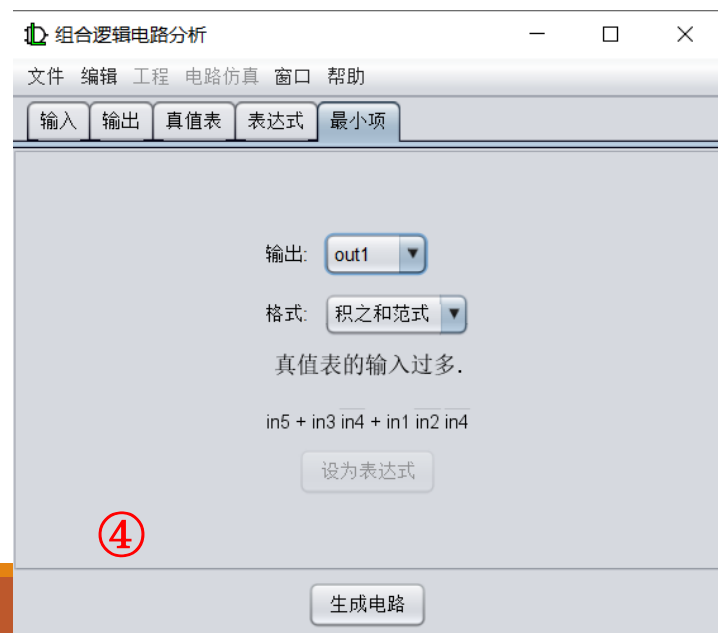 组合逻辑电路分析
文件 编辑 工程 电路仿真 窗口 帮助
输入 输出 真值表 表达式 最小项
输出: out1
格式: 积之和范式
真值表的输入过多.
in5 + in3 i̅n̅4̅ + in1 i̅n̅2̅ i̅n̅4̅
设为表达式
④
生成电路